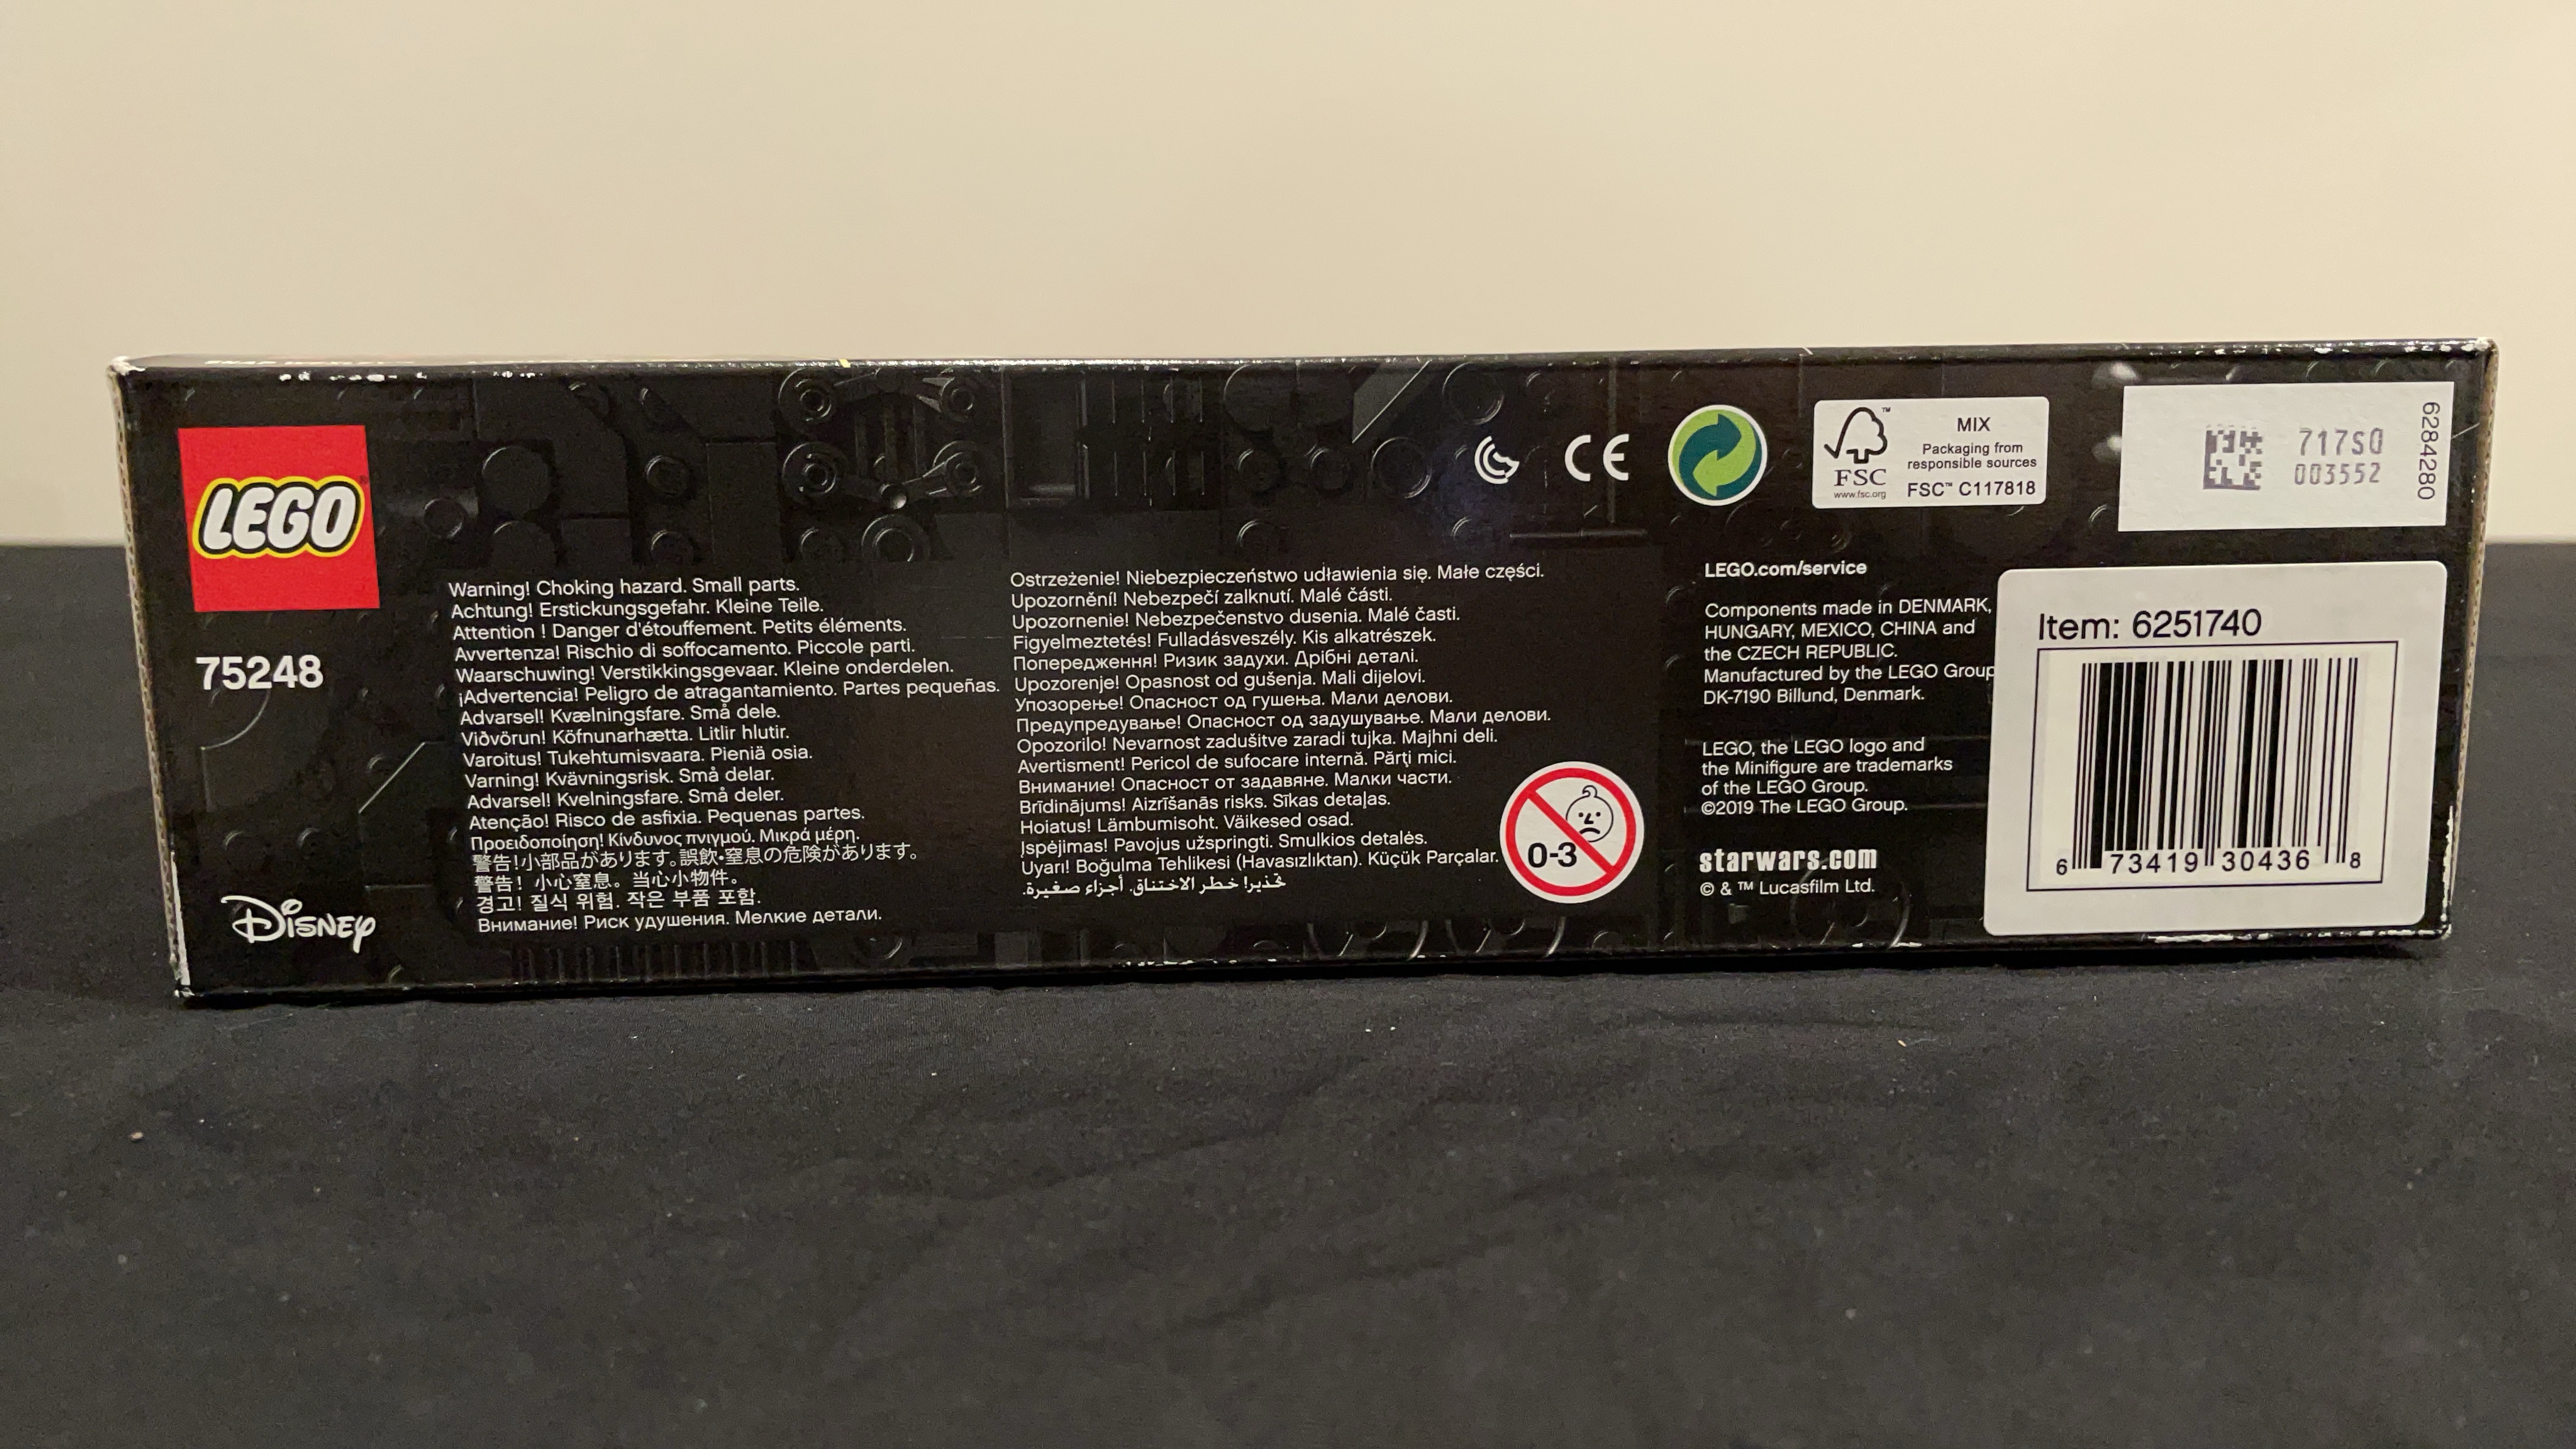 LEGO
75248
Disney
Warning! Choking hazard. Small parts.
Achtung! Erstickungsgefahr. Kleine Teile.
Attention ! Danger d'étouffement. Petits éléments.
Avvertenza! Rischio di soffocamento. Piccole parti.
Waarschuwing! Verstikkingsgevaar. Kleine onderdelen.
¡Advertencia! Peligro de atragantamiento. Partes pequeñas.
Advarsel! Kvælningsfare. Små dele.
Viðvörun! Köfnunarhætta. Litlir hlutir.
Varoitus! Tukehtumisvaara. Pieniä osia.
Varning! Kvävningsrisk. Små delar.
Advarsel! Kvelningsfare. Små deler.
Atenção! Risco de asfixia. Pequenas partes.
Προειδοποίηση! Κίνδυνος πνιγμού. Μικρά μέρη.
警告!小部品があります。誤飲・窒息の危険があります。
警告! 小心窒息。当心小物件。
경고! 질식 위험. 작은 부품 포함.
Внимание! Риск удушения. Мелкие детали.
Ostrzeżenie! Niebezpieczeństwo udławienia się. Małe części.
Upozornění! Nebezpečí zalknutí. Malé části.
Upozornenie! Nebezpečenstvo dusenia. Malé časti.
Figyelmeztetés! Fulladásveszély. Kis alkatrészek.
Попередження! Ризик задухи. Дрібні деталі.
Upozorenje! Opasnost od gušenja. Mali dijelovi.
Упозорење! Опасност од гушења. Мали делови.
Предупредување! Опасност од задушување. Мали делови.
Opozorilo! Nevarnost zadušitve zaradi tujka. Majhni deli.
Avertisment! Pericol de sufocare internă. Părţi mici.
Внимание! Опасност от задавяне. Малки части.
Brīdinājums! Aizrīšanās risks. Sīkas detaļas.
Hoiatus! Lämbumisoht. Väikesed osad.
Įspėjimas! Pavojus užspringti. Smulkios detalės.
Uyarı! Boğulma Tehlikesi (Havasızlıktan). Küçük Parçalar.
تحذير! خطر الاختناق. أجزاء صغيرة.
0-3
CE
FSC
www.fsc.org
MIX
Packaging from
responsible sources
FSC™ C117818
717S0
003552
6284280
LEGO.com/service
Components made in DENMARK,
HUNGARY, MEXICO, CHINA and
the CZECH REPUBLIC.
Manufactured by the LEGO Group
DK-7190 Billund, Denmark.
LEGO, the LEGO logo and
the Minifigure are trademarks
of the LEGO Group.
©2019 The LEGO Group.
starwars.com
© & ™ Lucasfilm Ltd.
Item: 6251740
6 73419 30436 8